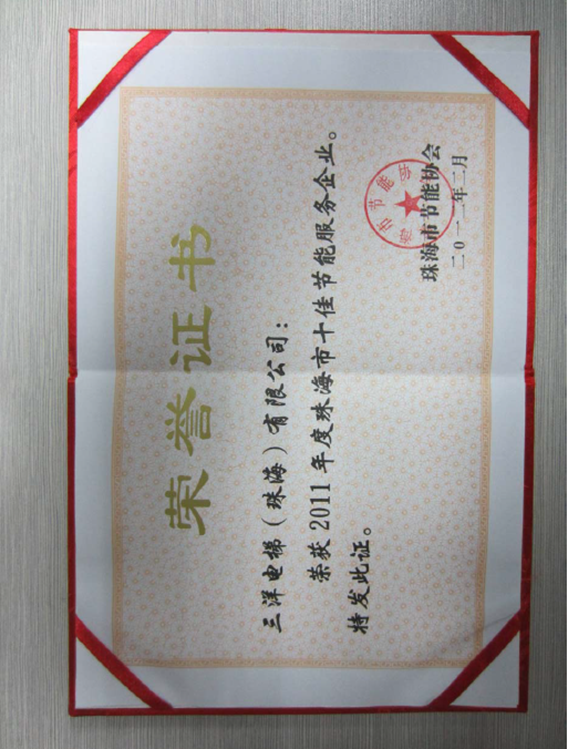 荣誉证书
三洋电梯（珠海）有限公司：
荣获2011年度珠海市十佳节能服务企业。
特发此证。
珠海市节能协会
二〇一二年二月